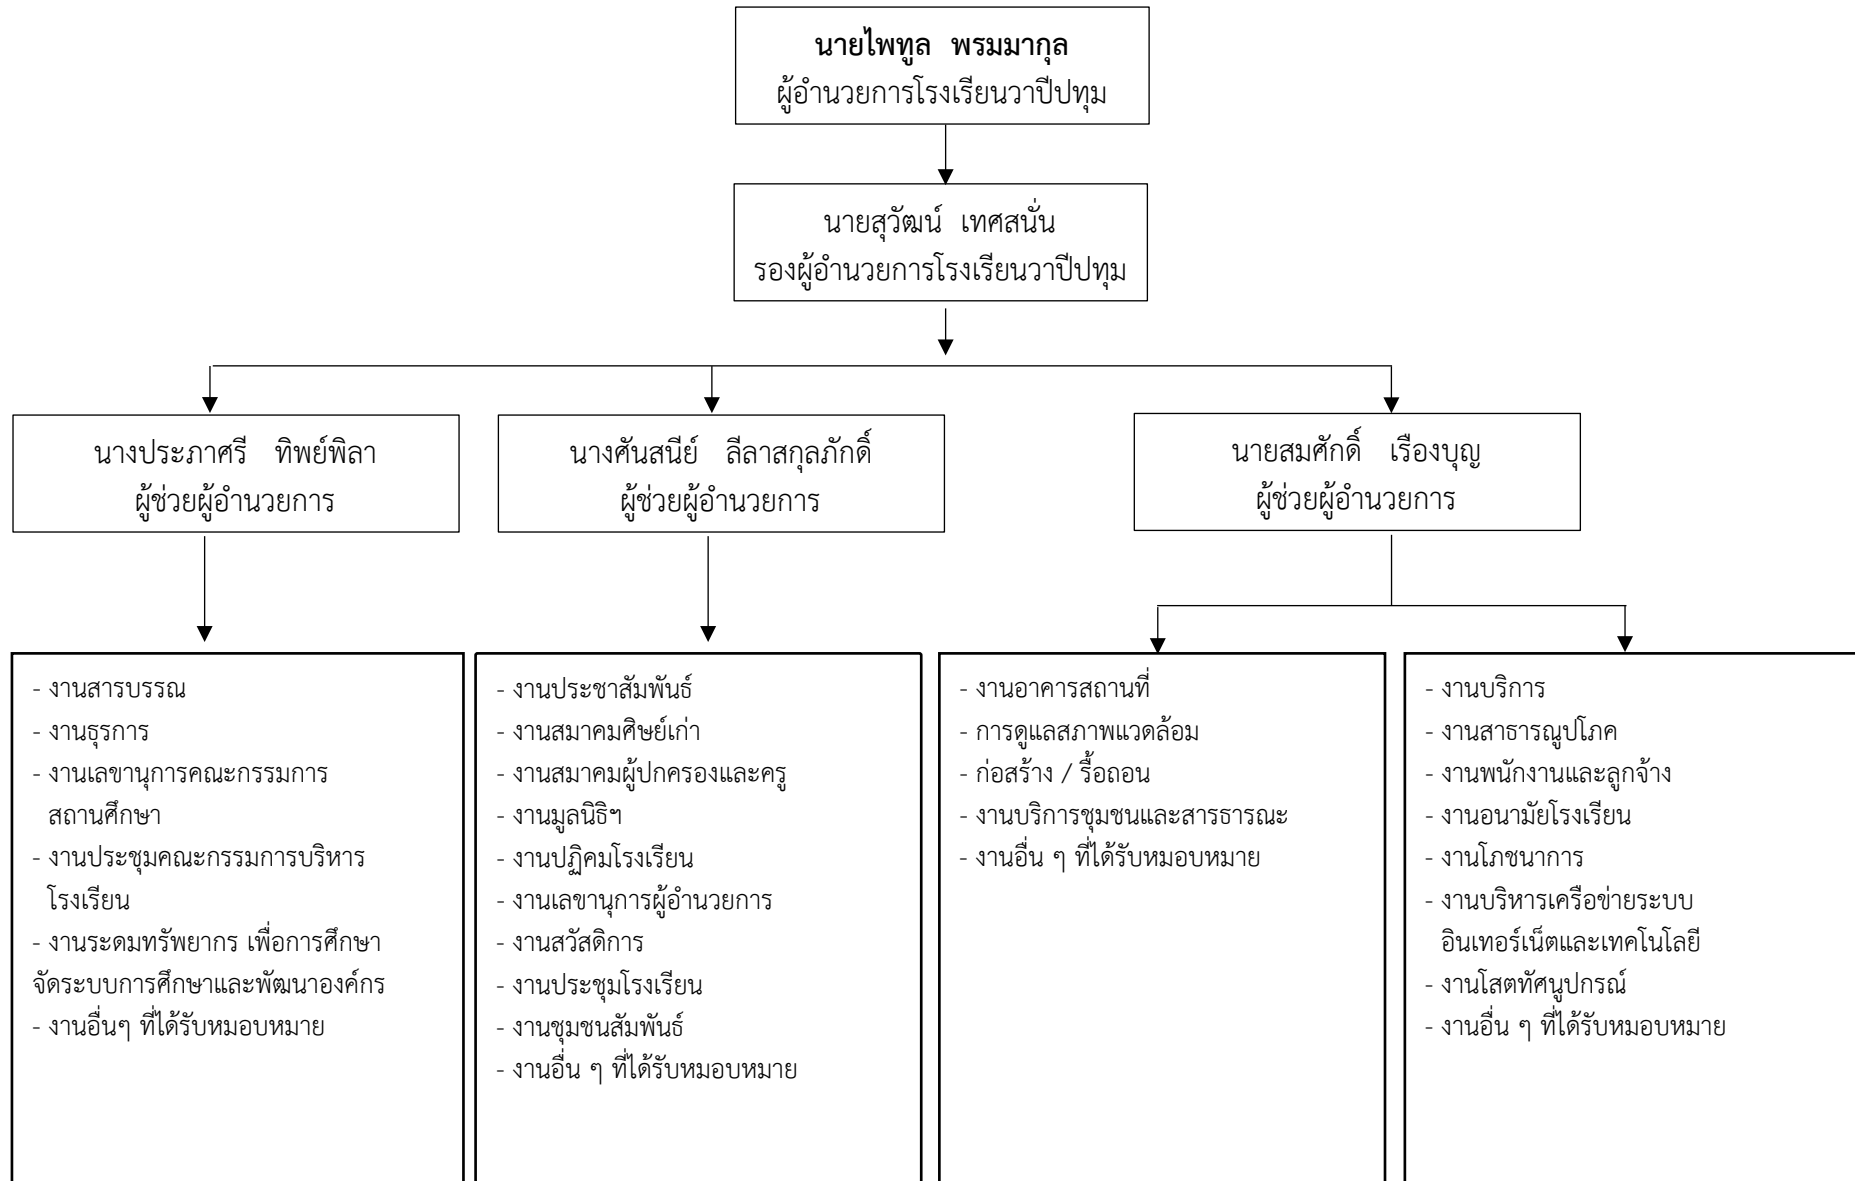 นายไพทูล  พรมมากุล
ผู้อำนวยการโรงเรียนวาปีปทุม
นายสุวัฒน์  เทศสนั่น
รองผู้อำนวยการโรงเรียนวาปีปทุม
นางประภาศรี  ทิพย์พิลา
ผู้ช่วยผู้อำนวยการ
นางศันสนีย์  ลีลาสกุลภักดิ์
ผู้ช่วยผู้อำนวยการ
นายสมศักดิ์  เรืองบุญ
ผู้ช่วยผู้อำนวยการ
- งานสารบรรณ
- งานธุรการ
- งานเลขานุการคณะกรรมการ
สถานศึกษา
- งานประชุมคณะกรรมการบริหาร
โรงเรียน
- งานระดมทรัพยากร เพื่อการศึกษา
จัดระบบการศึกษาและพัฒนาองค์กร
- งานอื่นๆ ที่ได้รับหมอบหมาย
- งานประชาสัมพันธ์
- งานสมาคมศิษย์เก่า
- งานสมาคมผู้ปกครองและครู
- งานมูลนิธิฯ
- งานปฏิคมโรงเรียน
- งานเลขานุการผู้อำนวยการ
- งานสวัสดิการ
- งานประชุมโรงเรียน
- งานชุมชนสัมพันธ์
- งานอื่น ๆ ที่ได้รับหมอบหมาย
- งานอาคารสถานที่
- การดูแลสภาพแวดล้อม
- ก่อสร้าง / รื้อถอน
- งานบริการชุมชนและสารธารณะ
- งานอื่น ๆ ที่ได้รับหมอบหมาย
- งานบริการ
- งานสาธารณูปโภค
- งานพนักงานและลูกจ้าง
- งานอนามัยโรงเรียน
- งานโภชนาการ
- งานบริหารเครือข่ายระบบ
อินเทอร์เน็ตและเทคโนโลยี
- งานโสตทัศนูปกรณ์
- งานอื่น ๆ ที่ได้รับหมอบหมาย